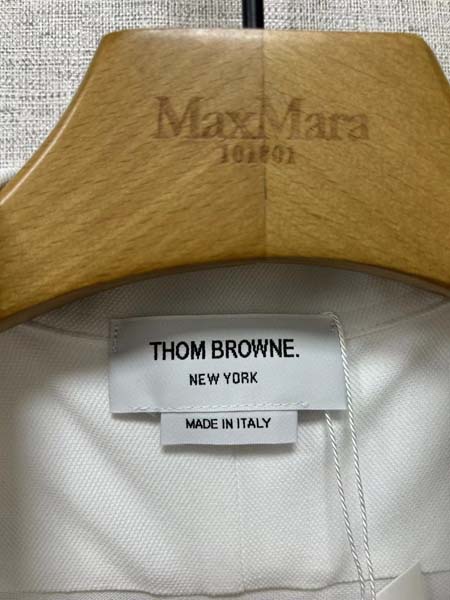 MaxMara
101801
THOM BROWNE.
NEW YORK
MADE IN ITALY